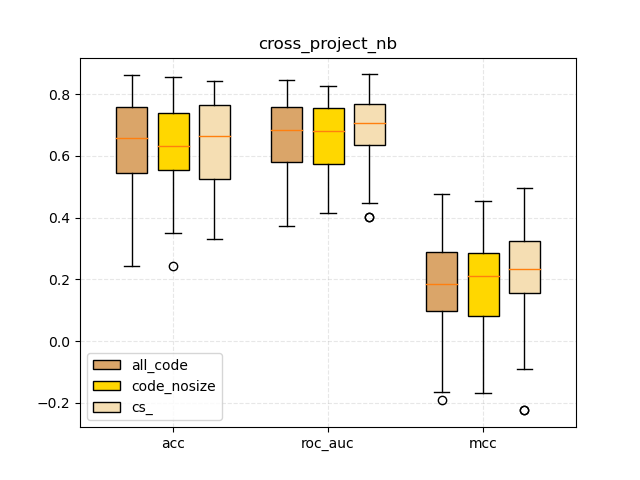 cross_project_nb
0.8
0.6
0.4
0.2
0.0
−0.2
all_code
code_nosize
cs_
acc
roc_auc
mcc